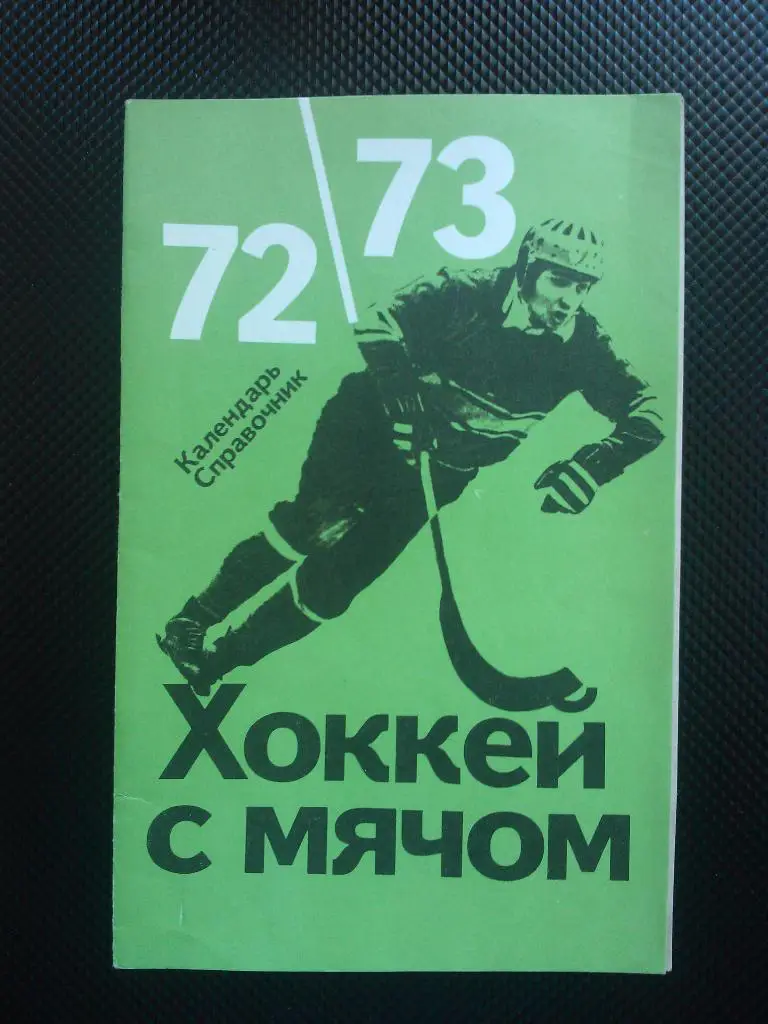 72\73
Календарь
Справочник
Хоккей
с мячом